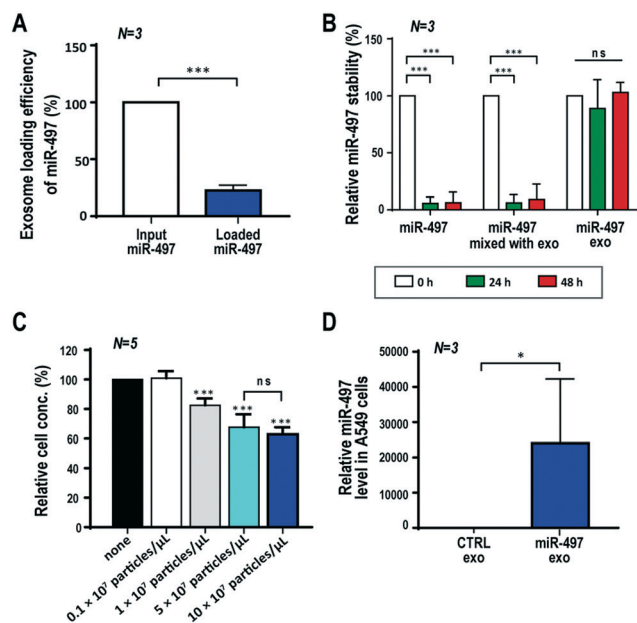 A
N=3
Exosome loading efficiency
of miR-497 (%)
150
100
50
0
***
Input
miR-497
Loaded
miR-497
B
N=3
Relative miR-497 stability (%)
150
100
50
0
***
***
***
***
ns
miR-497
miR-497
mixed with exo
miR-497
exo
0 h
24 h
48 h
C
N=5
Relative cell conc. (%)
120
100
80
60
40
20
0
***
***
ns
***
none
0.1 × 10⁷ particles/µL
1 × 10⁷ particles/µL
5 × 10⁷ particles/µL
10 × 10⁷ particles/µL
D
N=3
Relative miR-497
level in A549 cells
50000
40000
30000
20000
10000
0
*
CTRL
exo
miR-497 exo